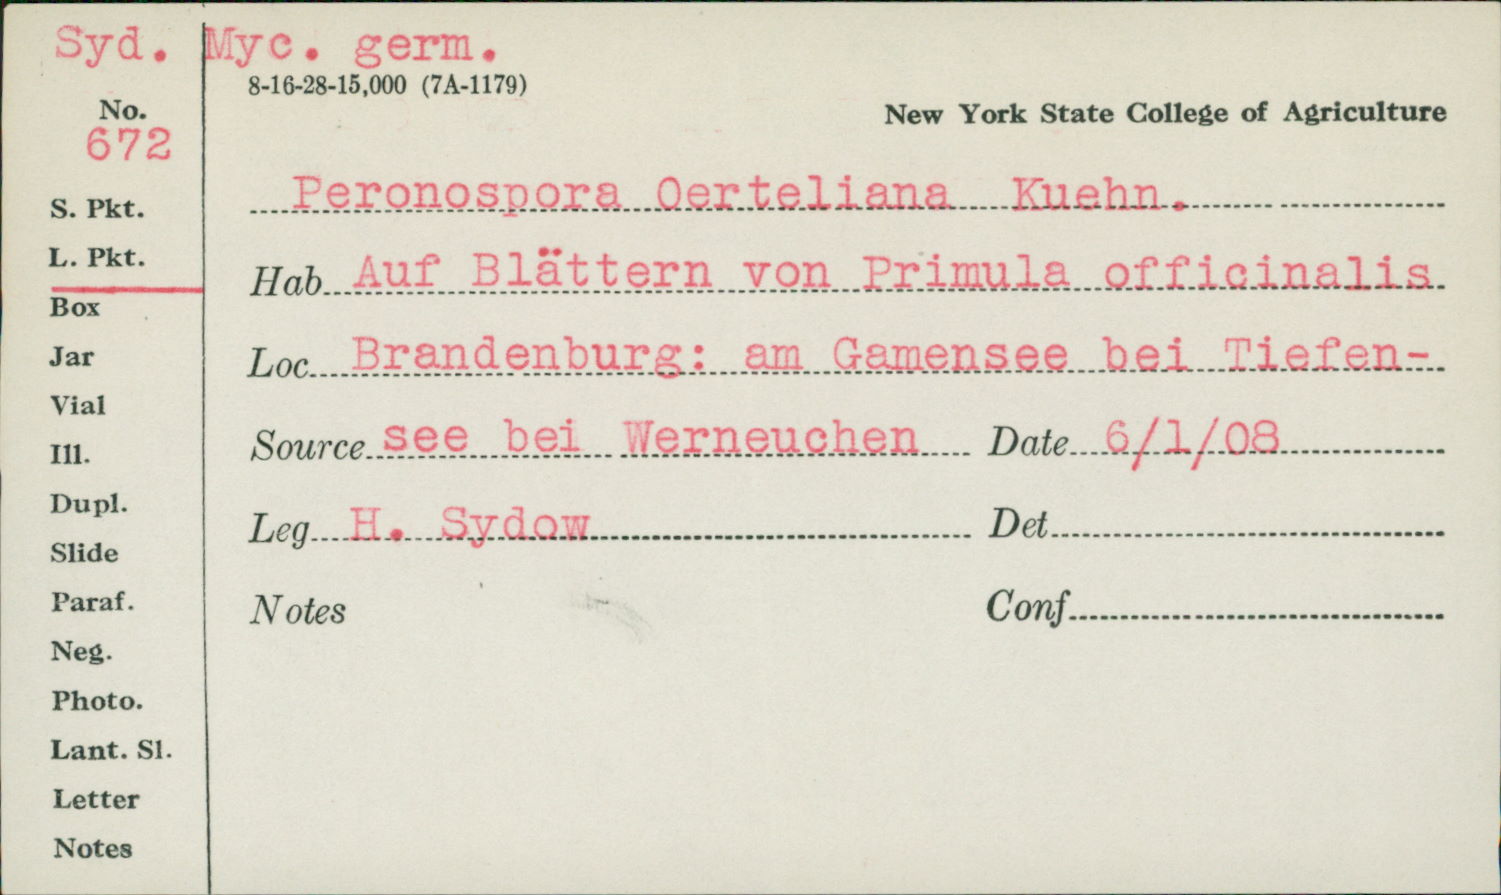 Syd. Myc. germ.
8-16-28-15,000 (7A-1179)
New York State College of Agriculture
No.
672
S. Pkt.
L. Pkt.
Box
Jar
Vial
Ill.
Dupl.
Slide
Paraf.
Neg.
Photo.
Lant. Sl.
Letter
Notes
Peronospora Oerteliana Kuehn.
Hab Auf Blättern von Primula officinalis
Loc Brandenburg: am Gamensee bei Tiefen-
Source see bei Werneuchen Date 6/1/08
Leg H. Sydow Det
Notes Conf